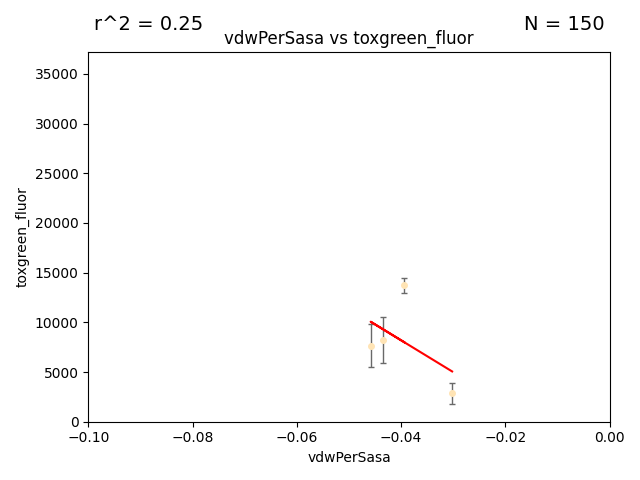 r^2 = 0.25
N = 150
vdwPerSasa vs toxgreen_fluor
35000
30000
25000
20000
15000
10000
5000
0
toxgreen_fluor
−0.10
−0.08
−0.06
−0.04
−0.02
0.00
vdwPerSasa